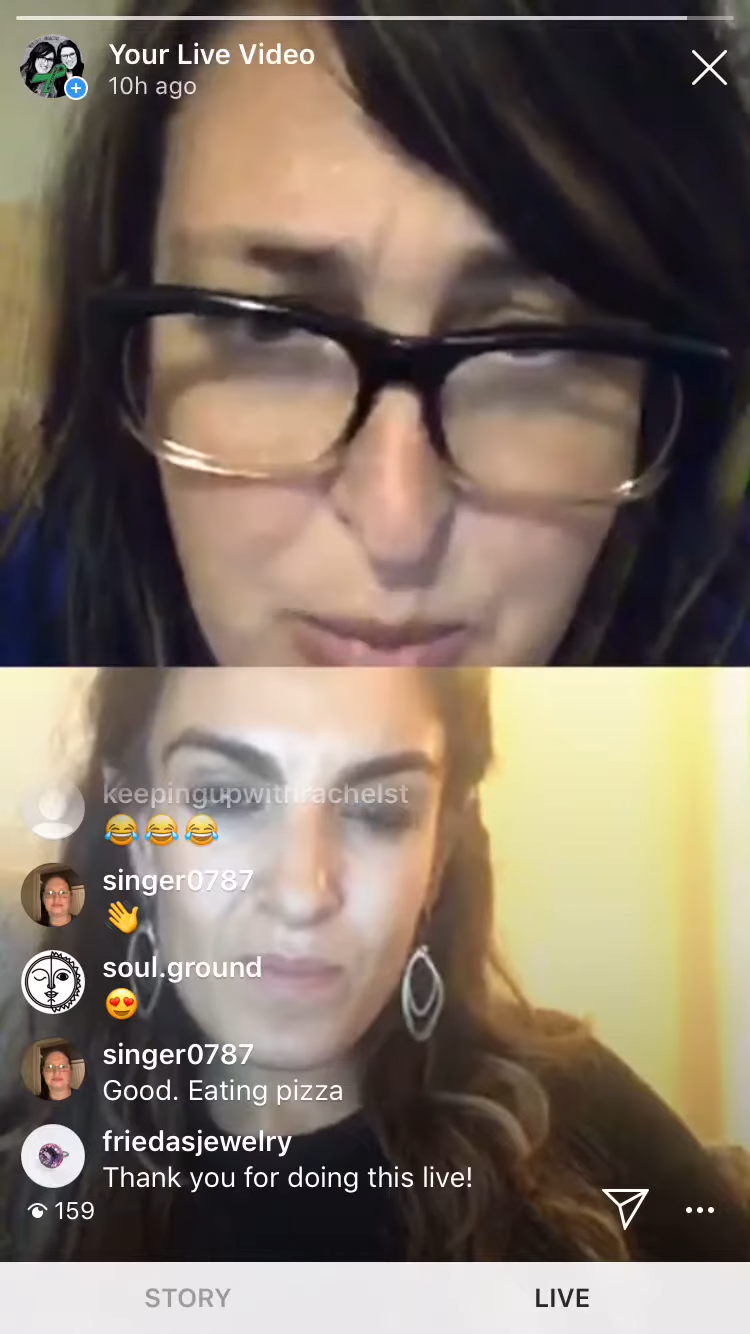 Your Live Video
10h ago
keepingupwithrachelst
😂😂😂
singer0787
👋
soul.ground
😍
singer0787
Good. Eating pizza
friedasjewelry
Thank you for doing this live!
159
STORY
LIVE